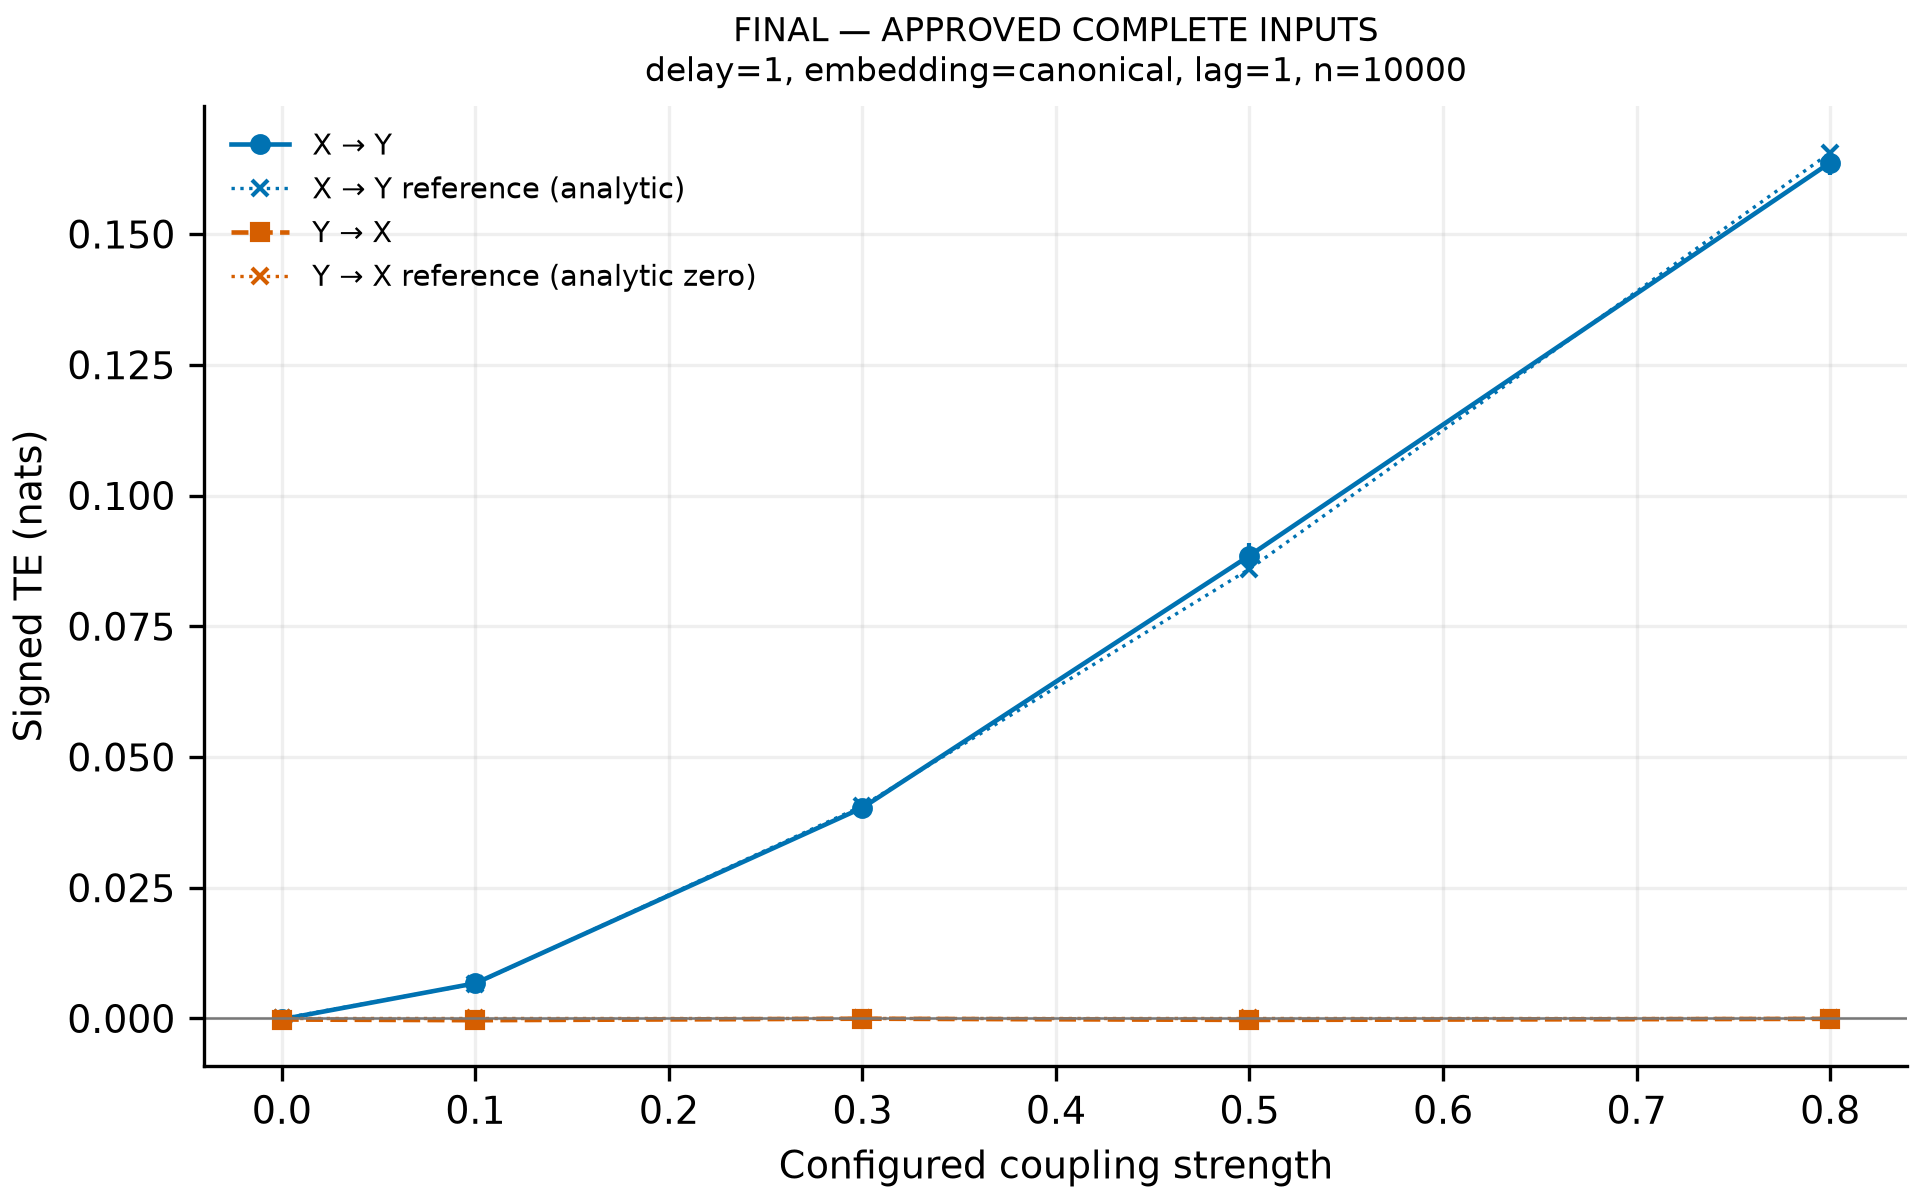 FINAL — APPROVED COMPLETE INPUTS
delay=1, embedding=canonical, lag=1, n=10000
X → Y
X → Y reference (analytic)
Y → X
Y → X reference (analytic zero)
Signed TE (nats)
0.150
0.125
0.100
0.075
0.050
0.025
0.000
0.0 0.1 0.2 0.3 0.4 0.5 0.6 0.7 0.8
Configured coupling strength